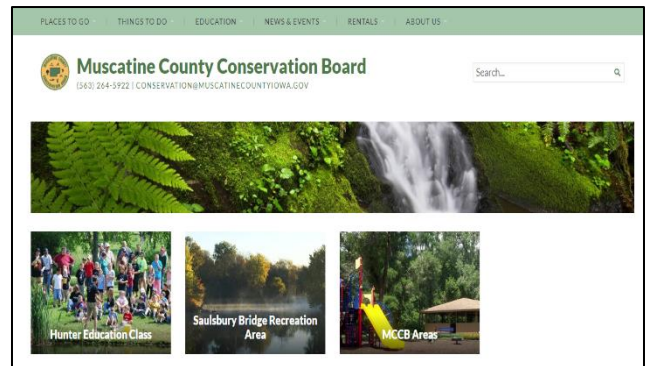 PLACES TO GO THINGS TO DO EDUCATION NEWS & EVENTS RENTALS ABOUT US
Muscatine County Conservation Board
(563) 264-5922 | CONSERVATION@MUSCATINECOUNTYIOWA.GOV
Search...
Hunter Education Class
Saulsbury Bridge Recreation
Area
MCCB Areas